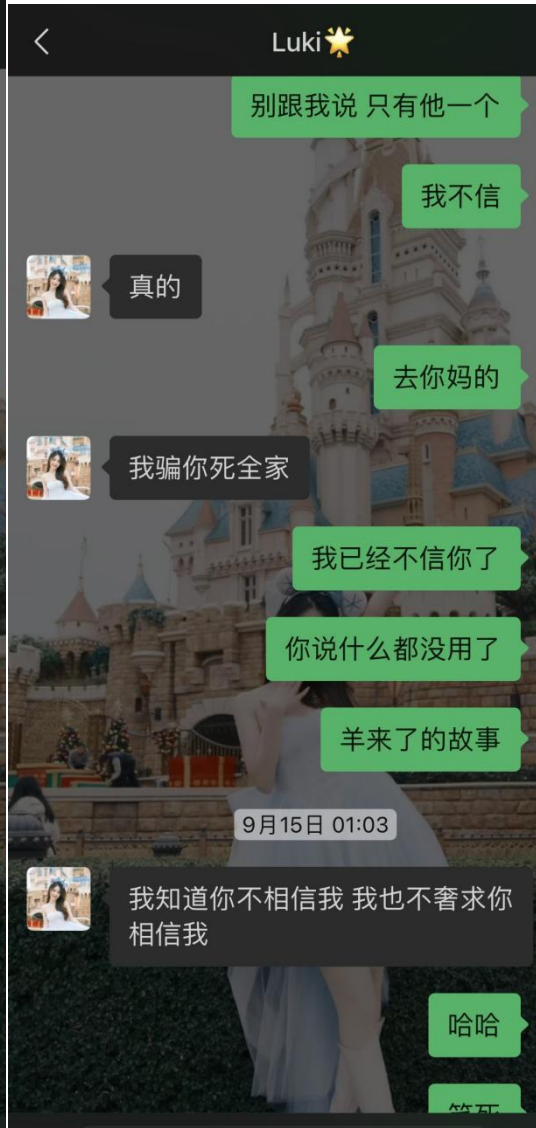 Luki🌟
别跟我说 只有他一个
我不信
真的
去你妈的
我骗你死全家
我已经不信你了
你说什么都没用了
羊来了的故事
9月15日 01:03
我知道你不相信我 我也不奢求你
相信我
哈哈